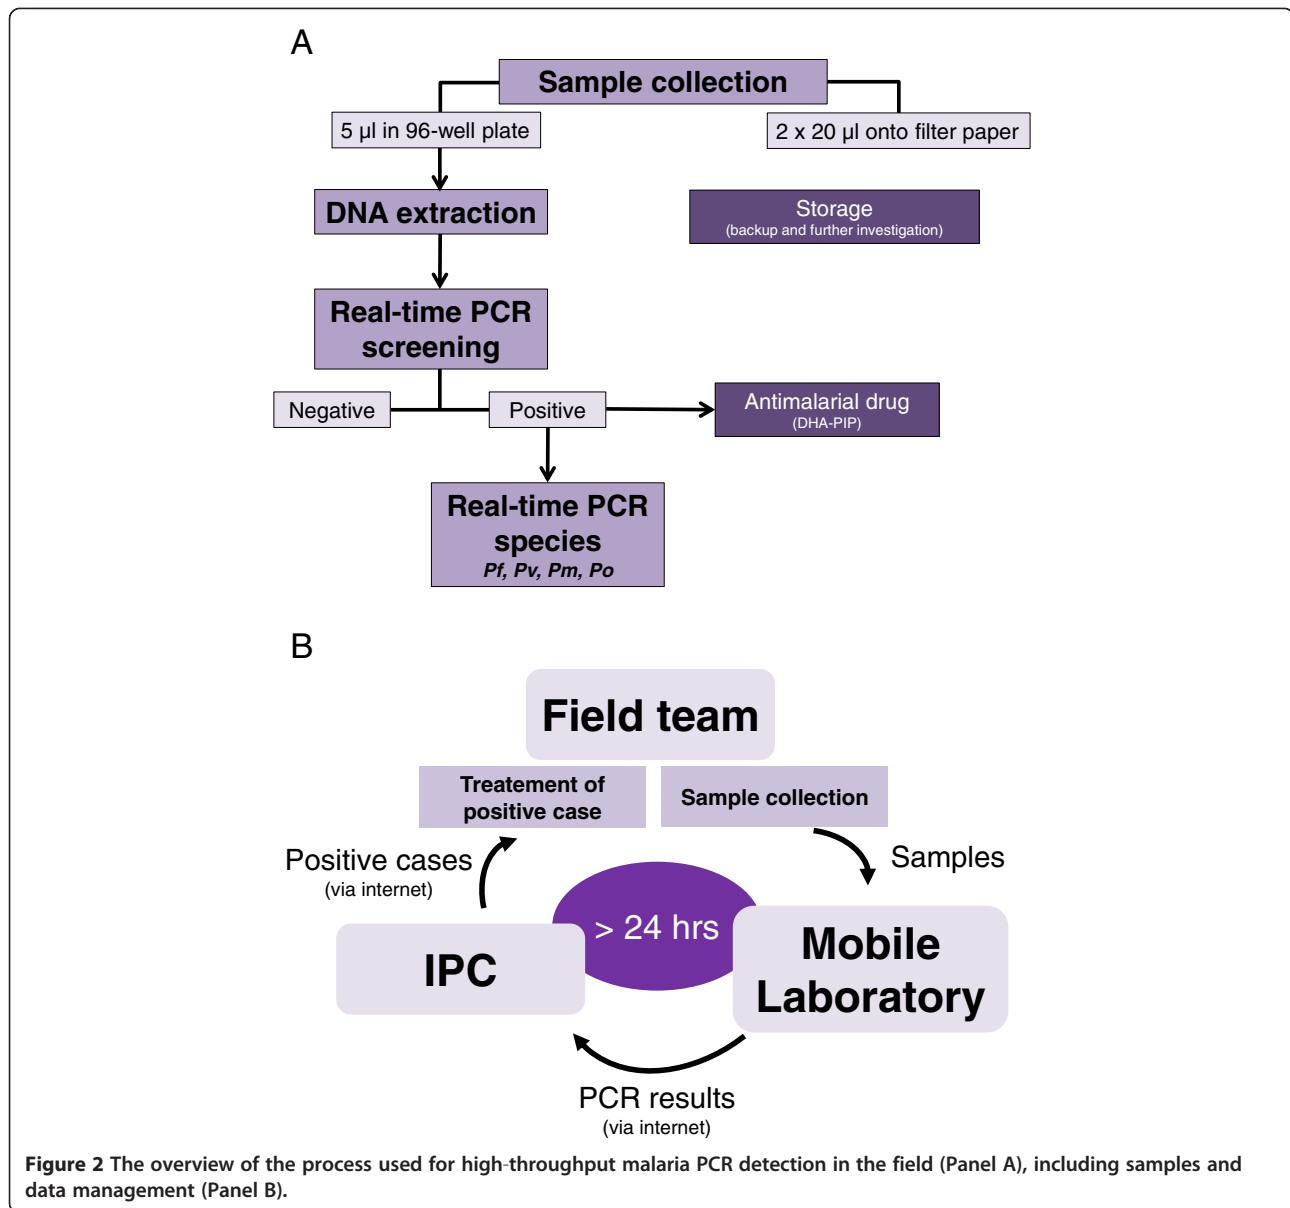 A
Sample collection
5 µl in 96-well plate
2 x 20 µl onto filter paper
DNA extraction
Storage
(backup and further investigation)
Real-time PCR
screening
Negative
Positive
Antimalarial drug
(DHA-PIP)
Real-time PCR
species
Pf, Pv, Pm, Po
B
Field team
Treatement of
positive case
Sample collection
Positive cases
(via internet)
Samples
> 24 hrs
IPC
Mobile
Laboratory
PCR results
(via internet)
Figure 2 The overview of the process used for high-throughput malaria PCR detection in the field (Panel A), including samples and
data management (Panel B).